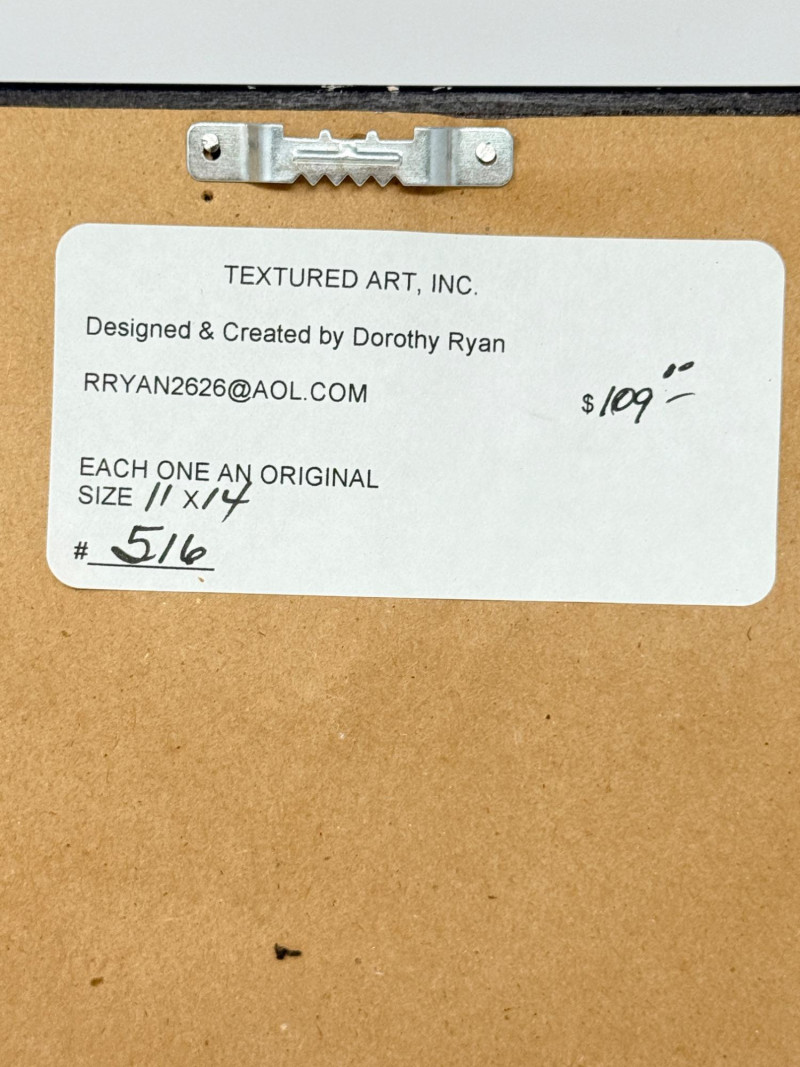 TEXTURED ART, INC.
Designed & Created by Dorothy Ryan
RRYAN2626@AOL.COM
$109.00
EACH ONE AN ORIGINAL
SIZE 11 X 14
# 516